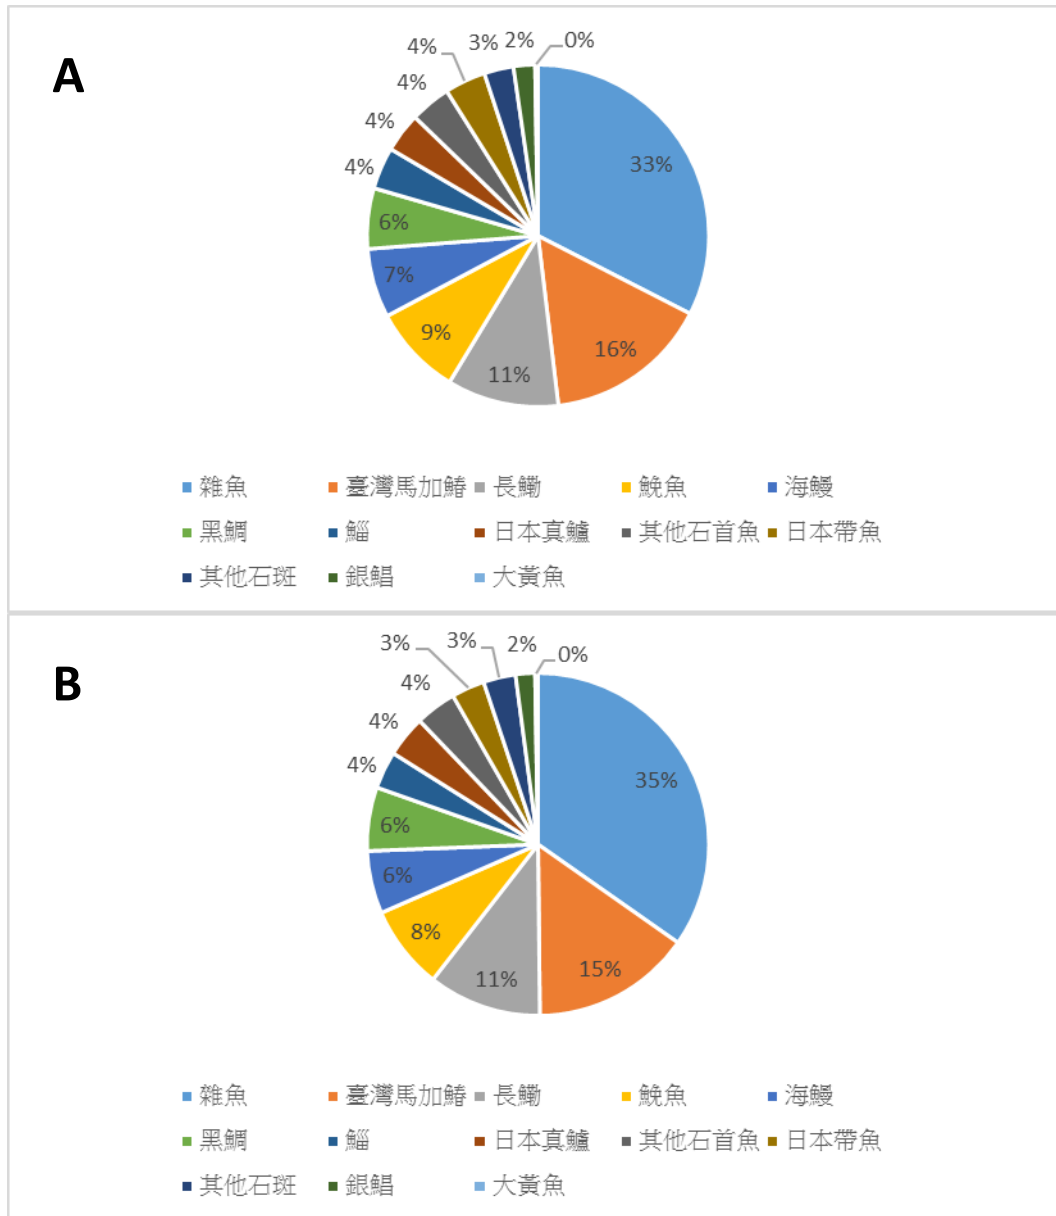 A
4% 3% 2% 0%
4%
4%
4%
33%
6%
7%
9%
16%
11%
雜魚 臺灣馬加鰆 長鰳 鮸魚 海鰻
黑鯛 鯔 日本真鱸 其他石首魚 日本帶魚
其他石斑 銀鯧 大黃魚
B
3% 3% 2% 0%
4%
4%
4%
35%
6%
6%
8%
15%
11%
雜魚 臺灣馬加鰆 長鰳 鮸魚 海鰻
黑鯛 鯔 日本真鱸 其他石首魚 日本帶魚
其他石斑 銀鯧 大黃魚